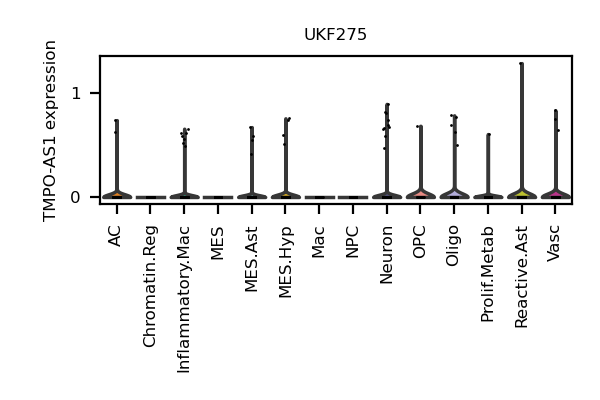 UKF275
TMPO-AS1 expression
1
0
AC
Chromatin.Reg
Inflammatory.Mac
MES
MES.Ast
MES.Hyp
Mac
NPC
Neuron
OPC
Oligo
Prolif.Metab
Reactive.Ast
Vasc